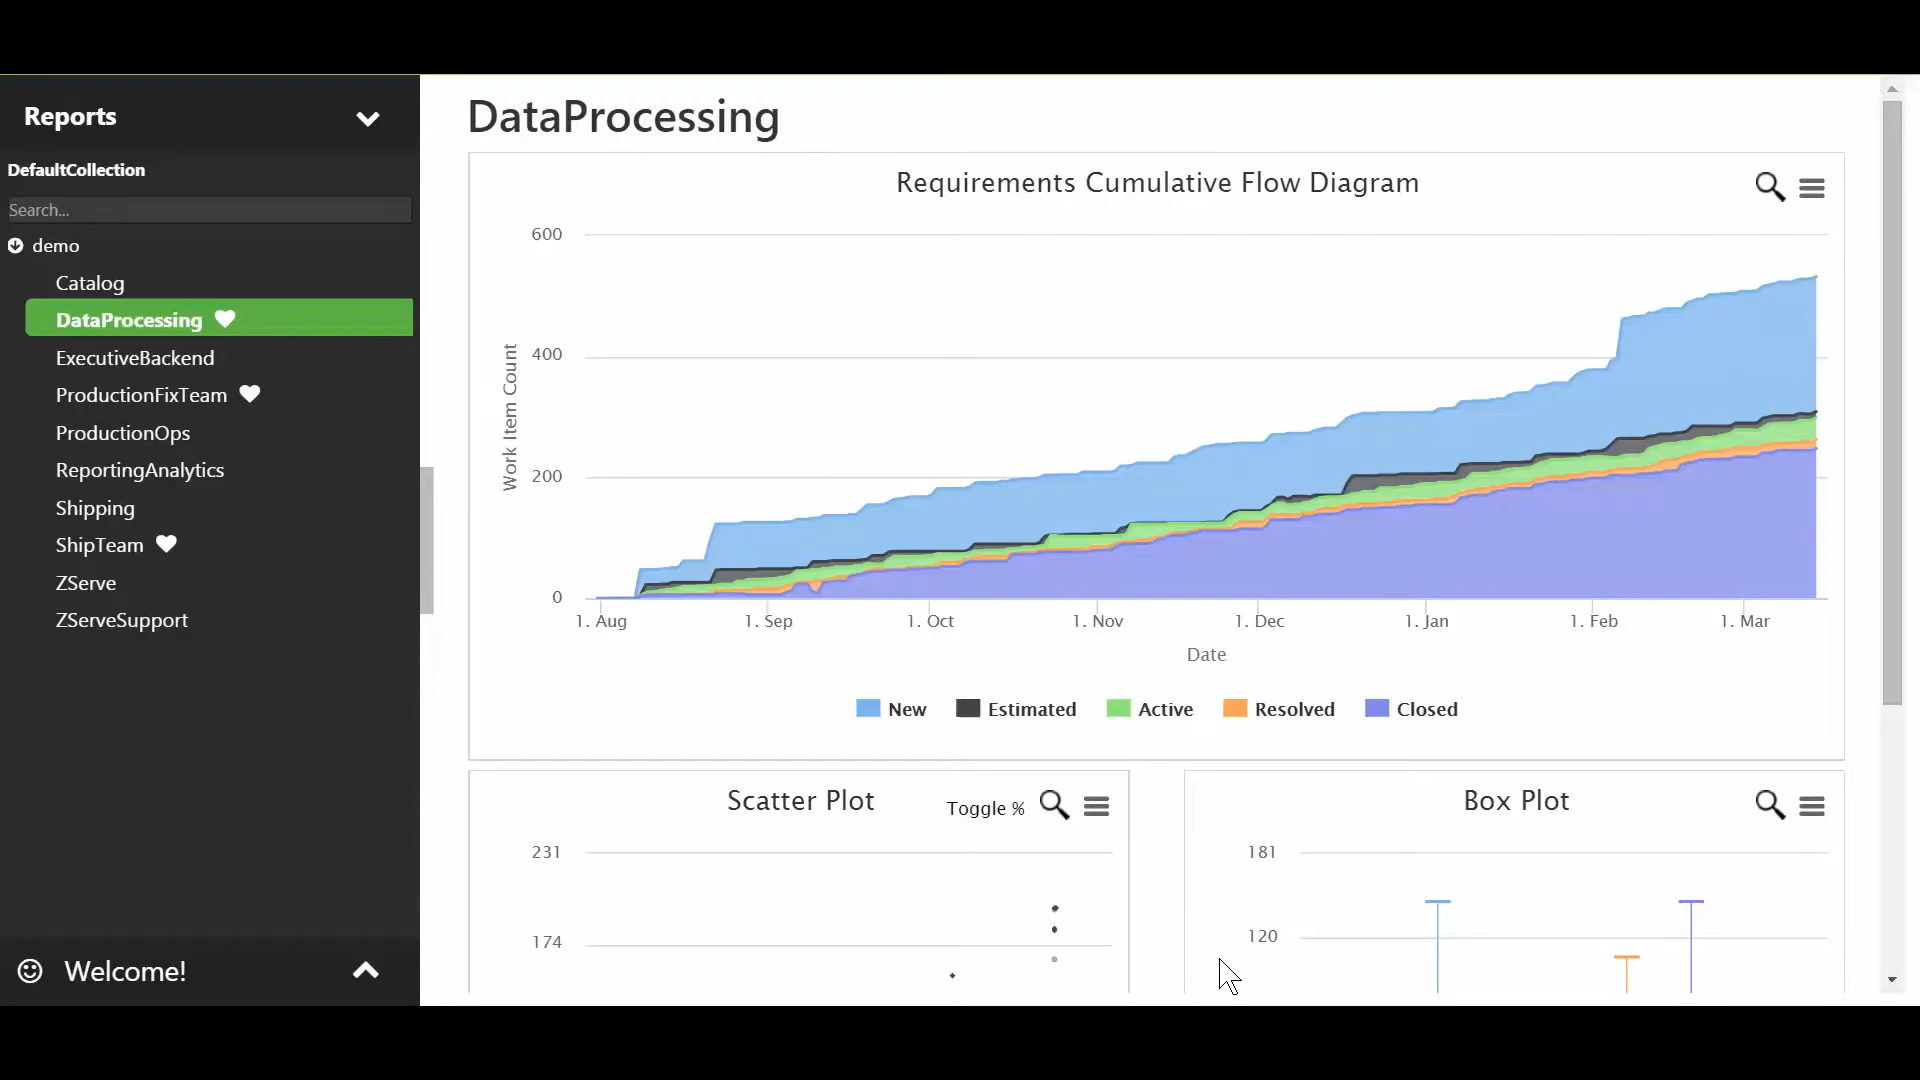 Reports
DefaultCollection
Search...
demo
Catalog
DataProcessing
ExecutiveBackend
ProductionFixTeam
ProductionOps
ReportingAnalytics
Shipping
ShipTeam
ZServe
ZServeSupport
Welcome!
DataProcessing
Requirements Cumulative Flow Diagram
Work Item Count
600
400
200
0
1. Aug 1. Sep 1. Oct 1. Nov 1. Dec 1. Jan 1. Feb 1. Mar
Date
New Estimated Active Resolved Closed
Scatter Plot Toggle %
231
174
Box Plot
181
120